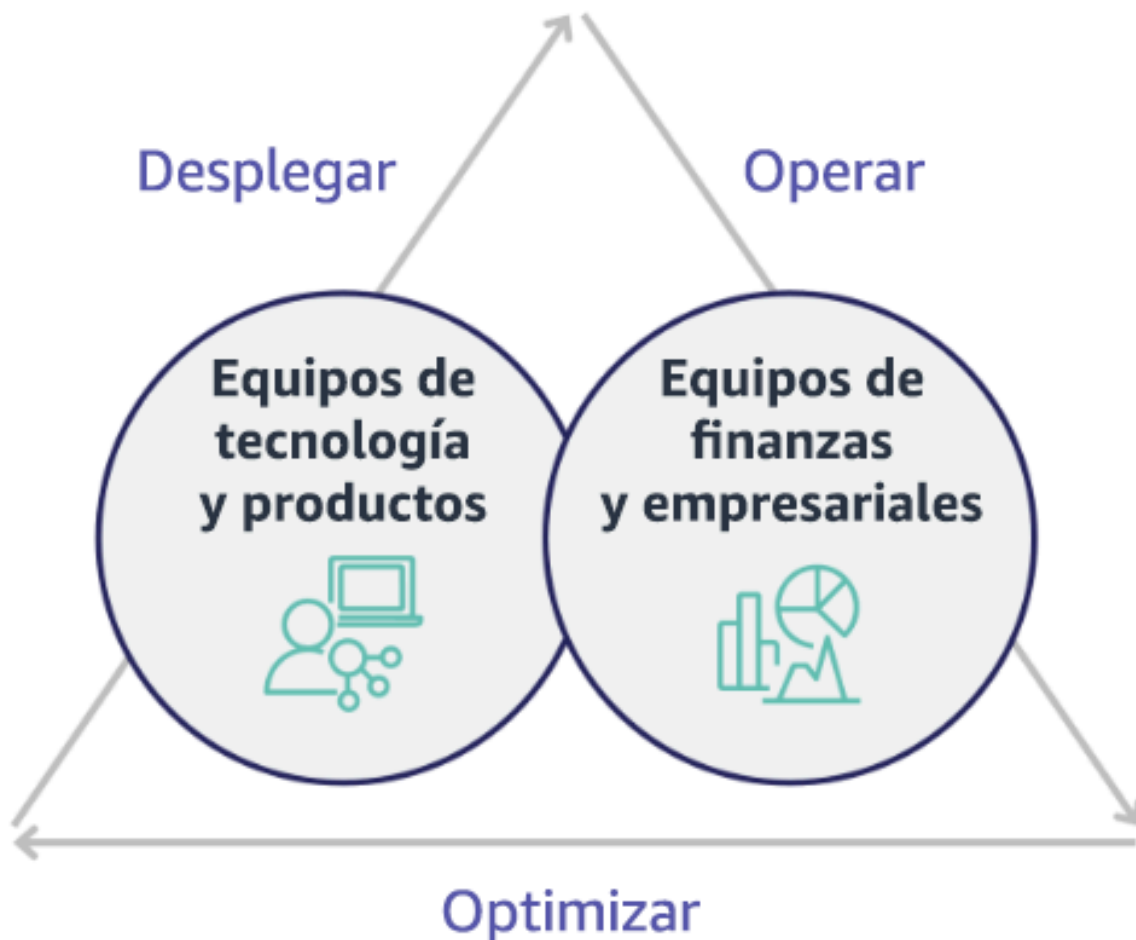 Desplegar
Operar
Equipos de
tecnología
y productos
Equipos de
finanzas
y empresariales
Optimizar